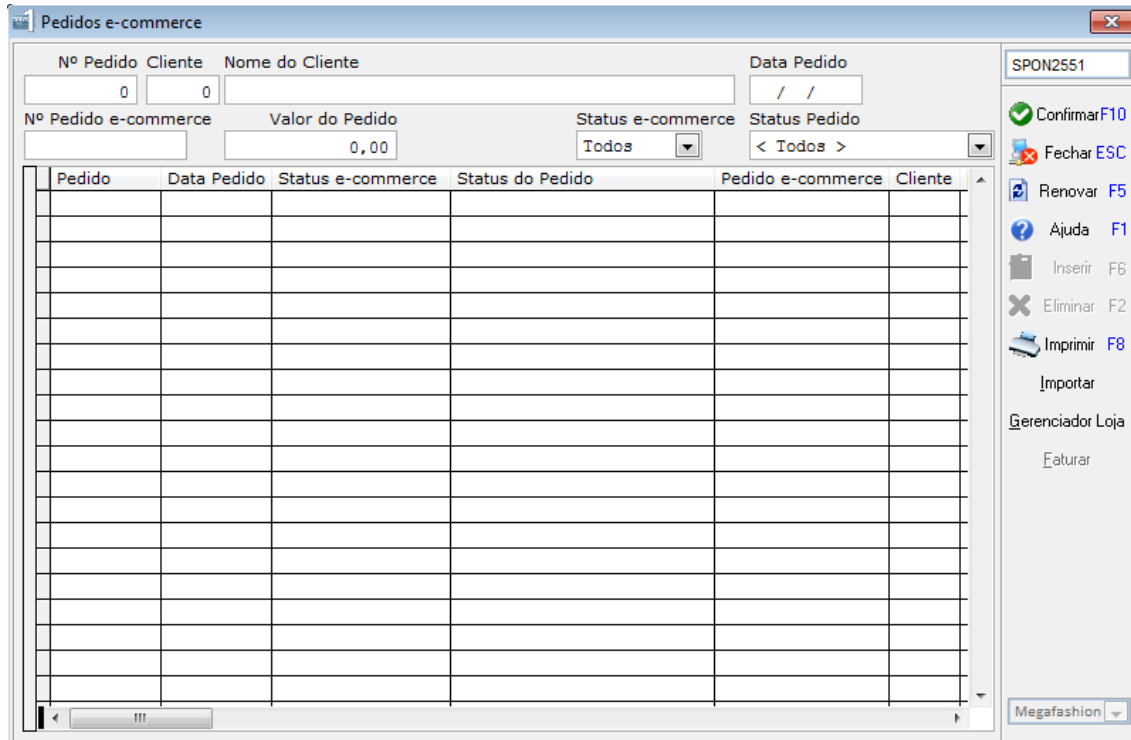 Pedidos e-commerce
Nº Pedido Cliente Nome do Cliente Data Pedido
0 0 / /
Nº Pedido e-commerce Valor do Pedido Status e-commerce Status Pedido
0,00 Todos < Todos >
Pedido Data Pedido Status e-commerce Status do Pedido Pedido e-commerce Cliente
SPON2551
Confirmar F10
Fechar ESC
Renovar F5
Ajuda F1
Inserir F6
Eliminar F2
Imprimir F8
Importar
Gerenciador Loja
Faturar
Megafashion